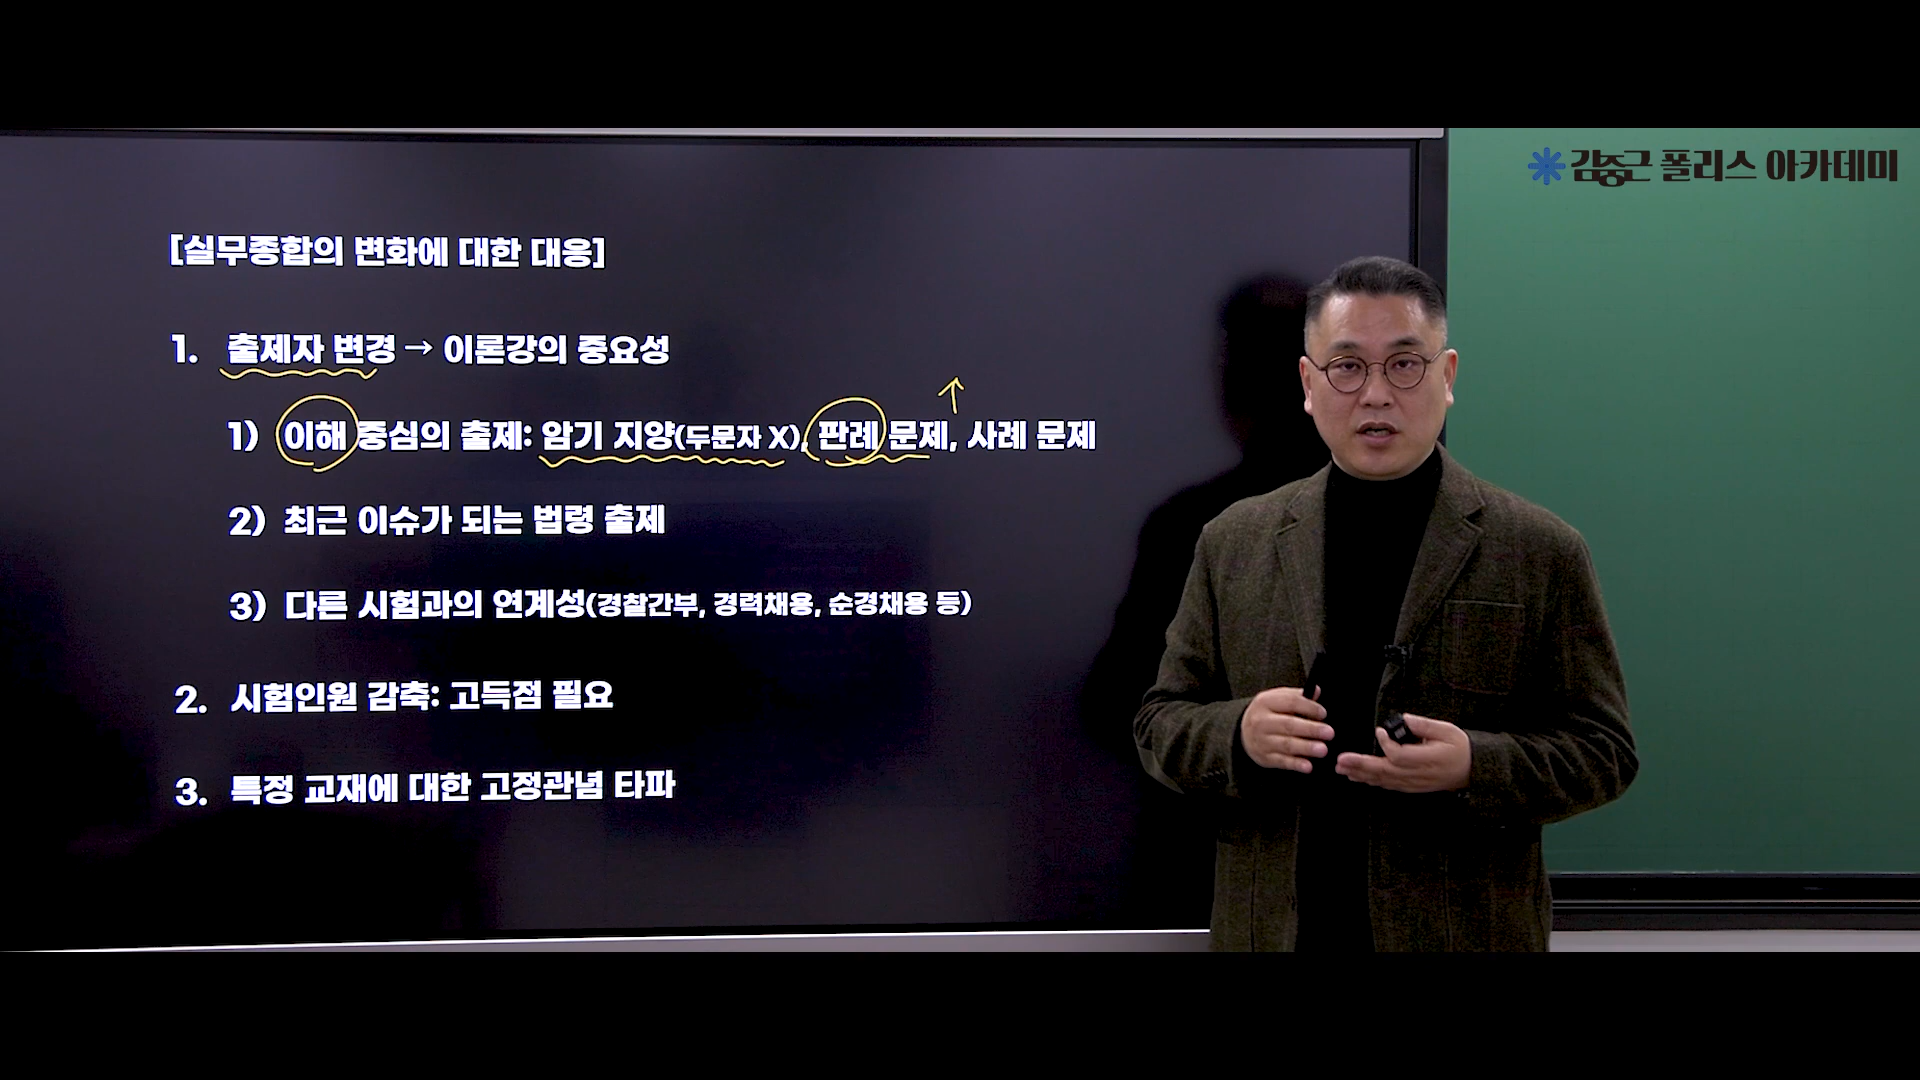 김중근 폴리스 아카데미
[실무종합의 변화에 대한 대응]
1. 출제자 변경 → 이론강의 중요성
1) 이해 중심의 출제: 암기 지양(두문자 X), 판례 문제, 사례 문제
2) 최근 이슈가 되는 법령 출제
3) 다른 시험과의 연계성(경찰간부, 경력채용, 순경채용 등)
2. 시험인원 감축: 고득점 필요
3. 특정 교재에 대한 고정관념 타파